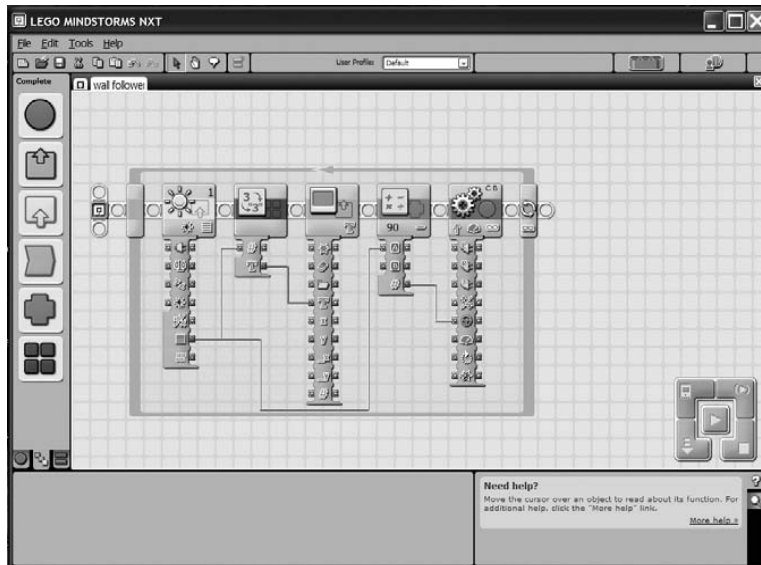 LEGO MINDSTORMS NXT
File Edit Tools Help
User Profile: Default
Complete
wall follower
1
C B
3
3
90
Need help?
Move the cursor over an object to read about its function. For
additional help, click the "More help" link.
More help »
?